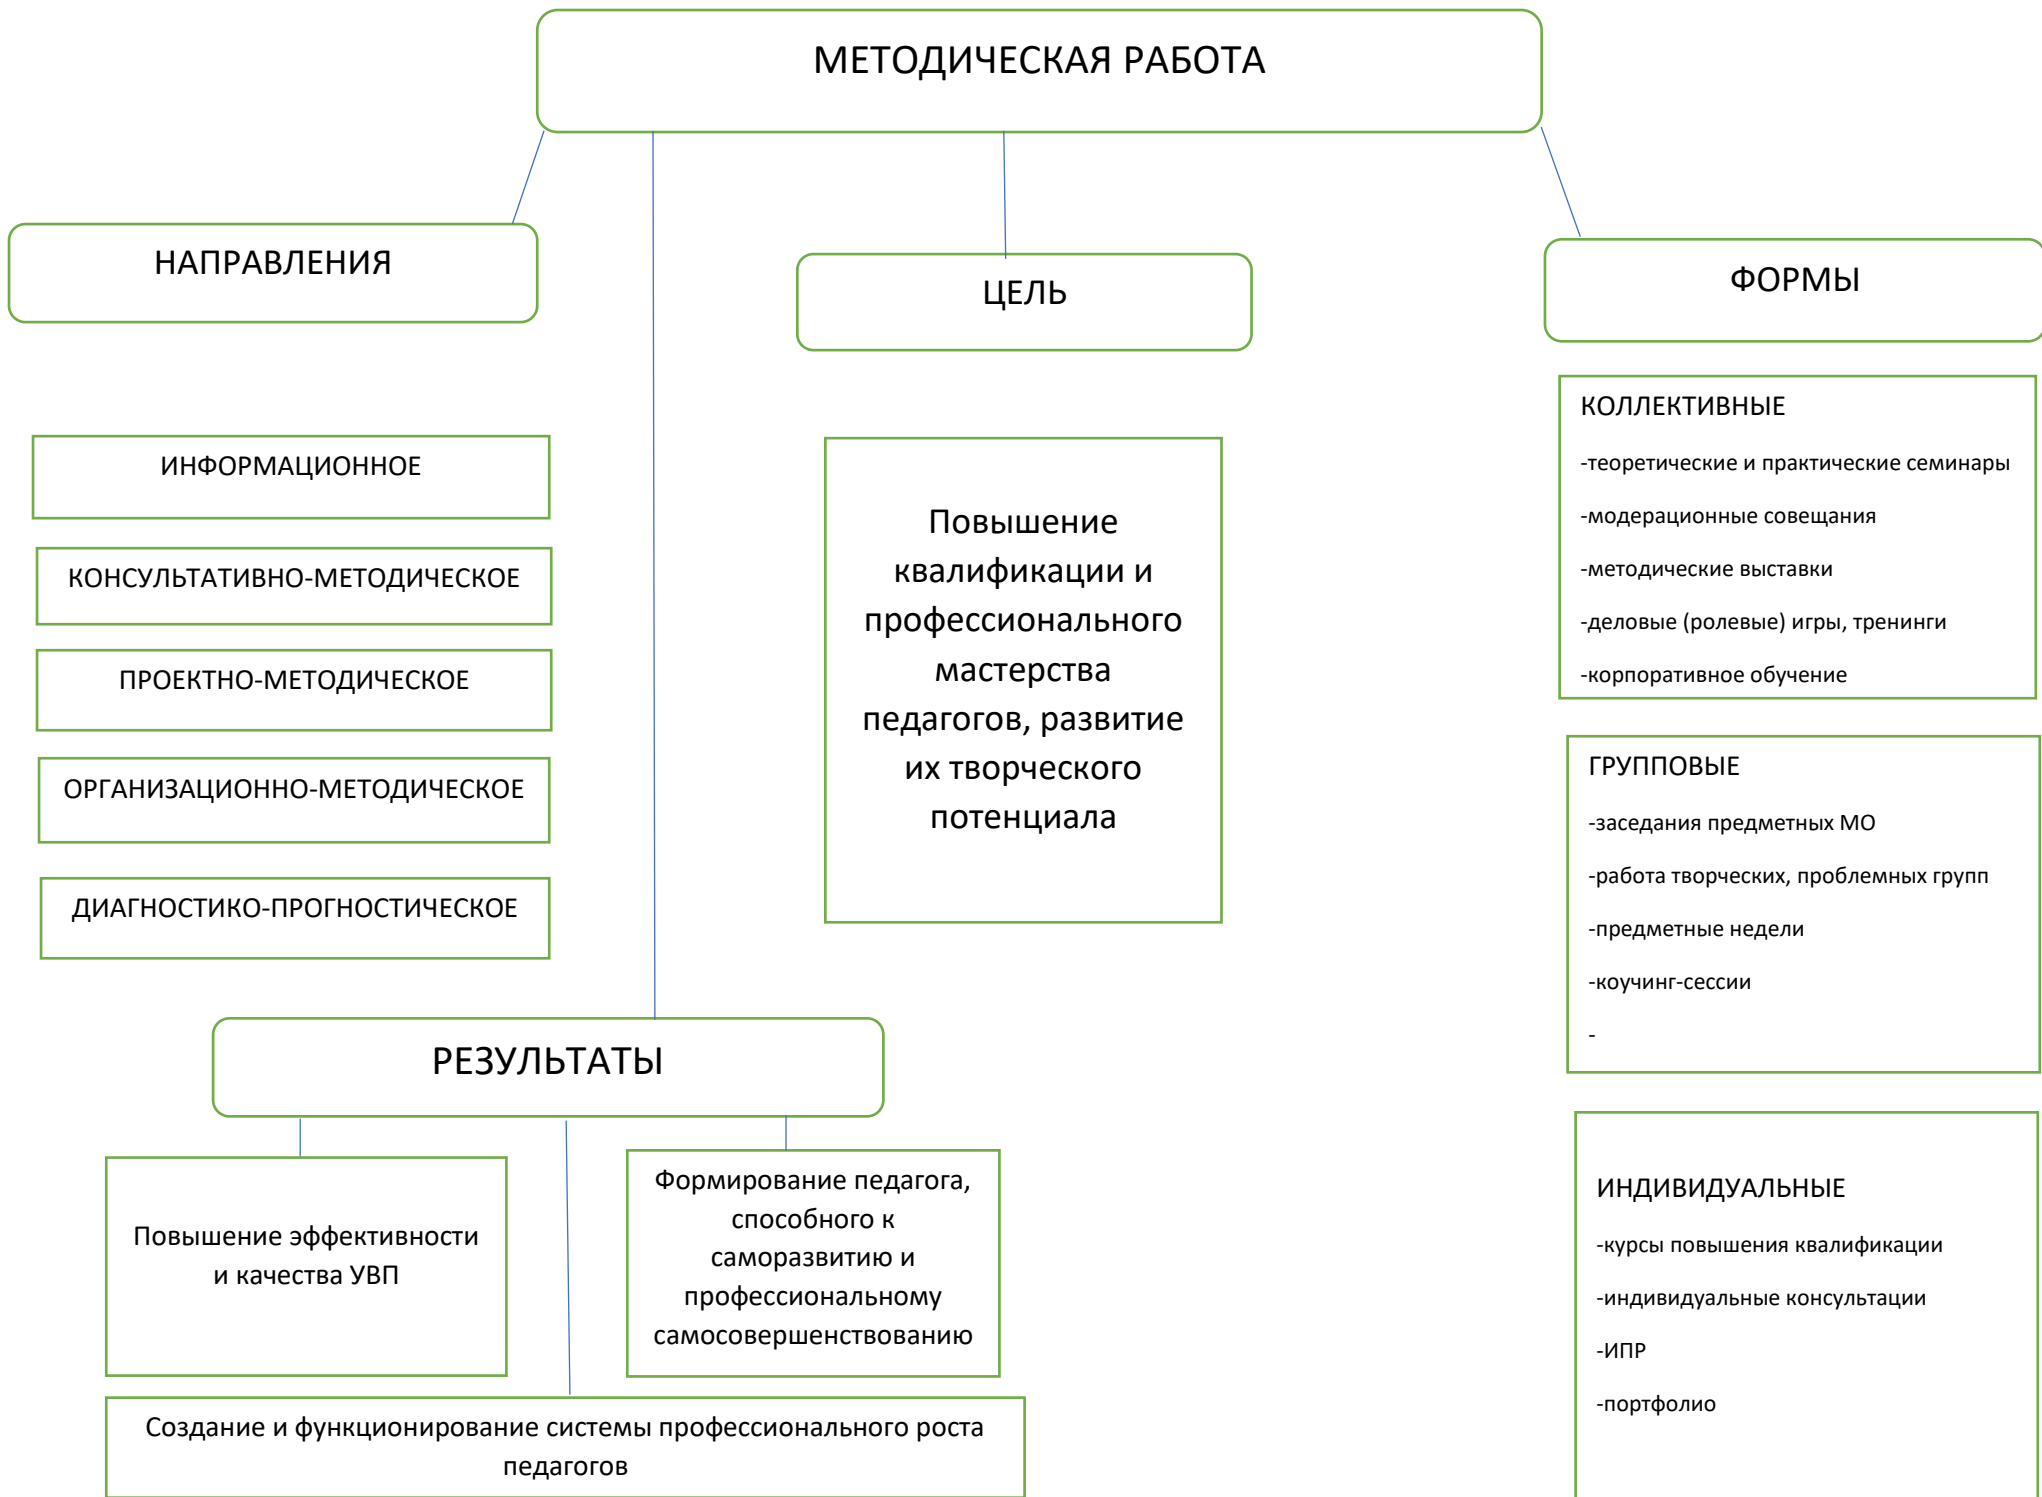 МЕТОДИЧЕСКАЯ РАБОТА
НАПРАВЛЕНИЯ
ИНФОРМАЦИОННОЕ
КОНСУЛЬТАТИВНО-МЕТОДИЧЕСКОЕ
ПРОЕКТНО-МЕТОДИЧЕСКОЕ
ОРГАНИЗАЦИОННО-МЕТОДИЧЕСКОЕ
ДИАГНОСТИКО-ПРОГНОСТИЧЕСКОЕ
ЦЕЛЬ
Повышение
квалификации и
профессионального
мастерства
педагогов, развитие
их творческого
потенциала
ФОРМЫ
КОЛЛЕКТИВНЫЕ
-теоретические и практические семинары
-модерационные совещания
-методические выставки
-деловые (ролевые) игры, тренинги
-корпоративное обучение
ГРУППОВЫЕ
-заседания предметных МО
-работа творческих, проблемных групп
-предметные недели
-коучинг-сессии
-
ИНДИВИДУАЛЬНЫЕ
-курсы повышения квалификации
-индивидуальные консультации
-ИПР
-портфолио
РЕЗУЛЬТАТЫ
Повышение эффективности
и качества УВП
Формирование педагога,
способного к
саморазвитию и
профессиональному
самосовершенствованию
Создание и функционирование системы профессионального роста
педагогов